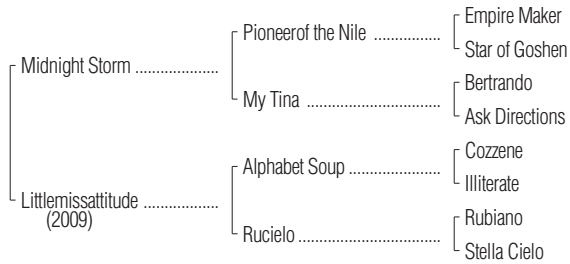 Empire Maker
Pioneerof the Nile ................
Star of Goshen
Midnight Storm ....................
Bertrando
My Tina ................................
Ask Directions
Cozzene
Alphabet Soup ......................
Illiterate
Littlemissattitude ..................
(2009)
Rubiano
Rucielo ..................................
Stella Cielo